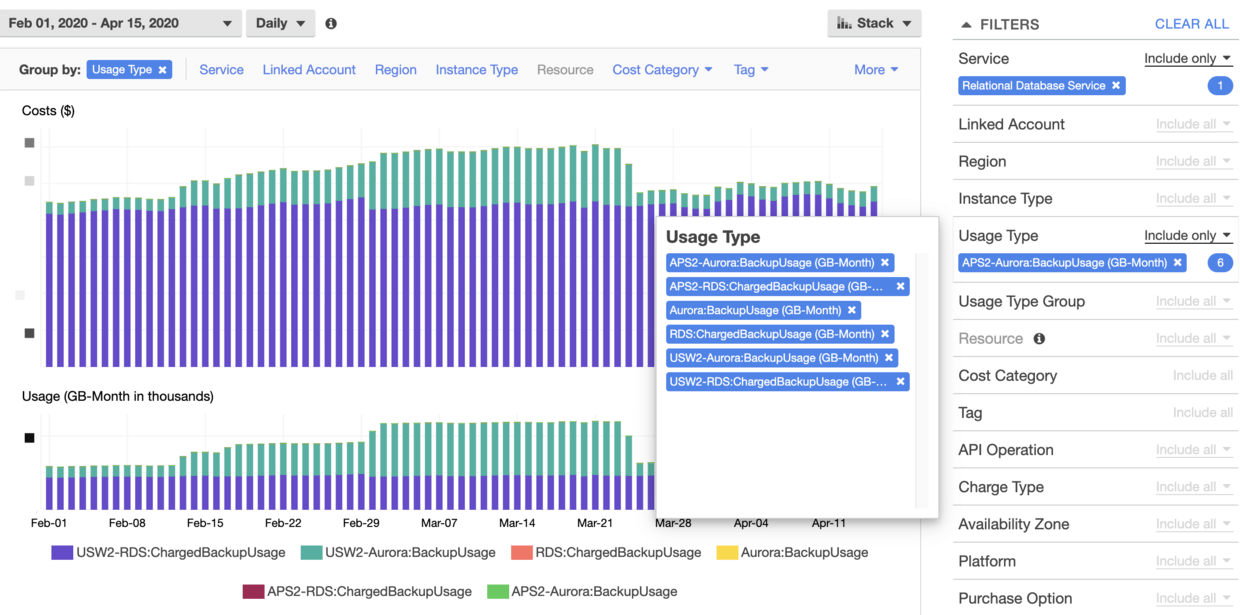 Feb 01, 2020 - Apr 15, 2020
Daily
Stack
Group by: Usage Type Service Linked Account Region Instance Type Resource Cost Category Tag More
Costs ($)
Usage (GB-Month in thousands)
Feb-01 Feb-08 Feb-15 Feb-22 Feb-29 Mar-07 Mar-14 Mar-21 Mar-28 Apr-04 Apr-11
USW2-RDS:ChargedBackupUsage USW2-Aurora:BackupUsage RDS:ChargedBackupUsage Aurora:BackupUsage
APS2-RDS:ChargedBackupUsage APS2-Aurora:BackupUsage
Usage Type
APS2-Aurora:BackupUsage (GB-Month)
APS2-RDS:ChargedBackupUsage (GB-...
Aurora:BackupUsage (GB-Month)
RDS:ChargedBackupUsage (GB-Month)
USW2-Aurora:BackupUsage (GB-Month)
USW2-RDS:ChargedBackupUsage (GB-...
FILTERS CLEAR ALL
Service Include only
Relational Database Service 1
Linked Account Include all
Region Include all
Instance Type Include all
Usage Type Include only
APS2-Aurora:BackupUsage (GB-Month) 6
Usage Type Group Include all
Resource Include all
Cost Category Include all
Tag Include all
API Operation Include all
Charge Type Include all
Availability Zone Include all
Platform Include all
Purchase Option Include all